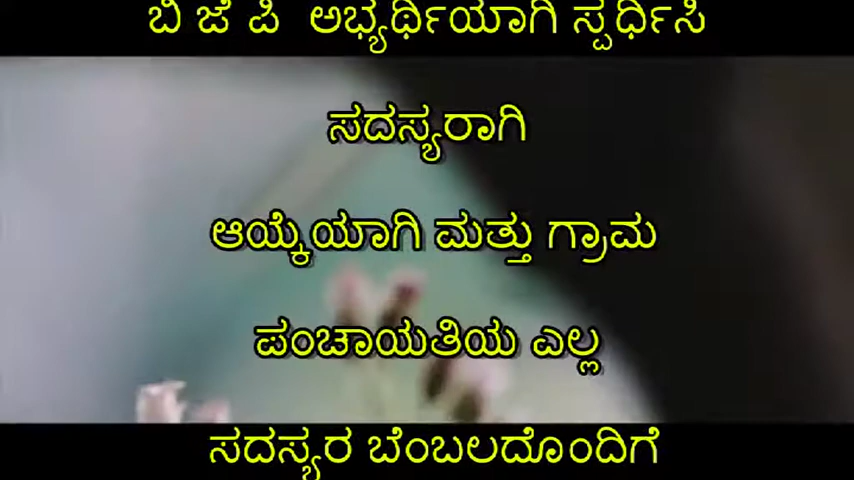 ಬಿ ಜೆ ಪಿ ಅಭ್ಯರ್ಥಿಯಾಗಿ ಸ್ಪರ್ಧಿಸಿ
ಸದಸ್ಯರಾಗಿ
ಆಯ್ಕೆಯಾಗಿ ಮತ್ತು ಗ್ರಾಮ
ಪಂಚಾಯತಿಯ ಎಲ್ಲ
ಸದಸ್ಯರ ಬೆಂಬಲದೊಂದಿಗೆ